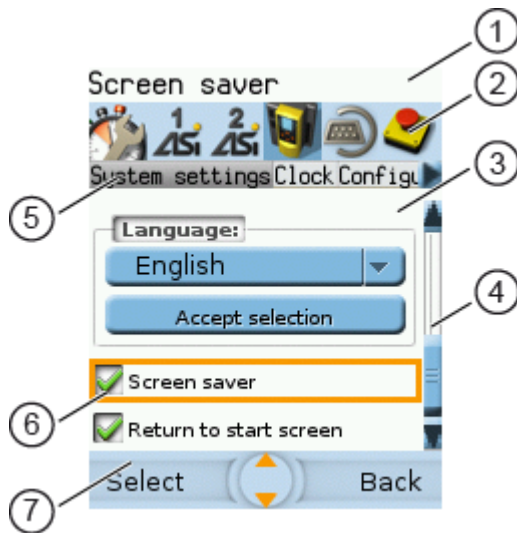 1
Screen saver
2
1 ASi 2 ASi
3
System settings Clock Configu
5
Language:
English
4
Accept selection
Screen saver
6
Return to start screen
Select Back
7